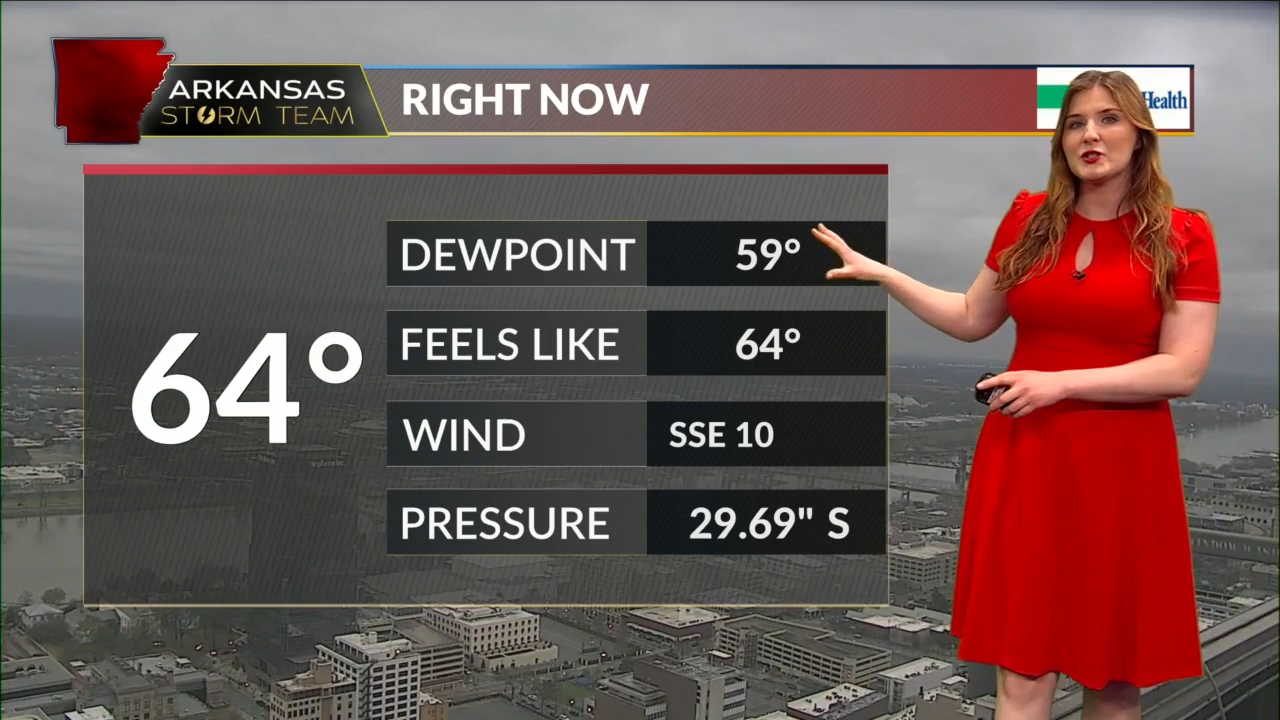 ARKANSAS
STORM TEAM
RIGHT NOW
Health
64°
DEWPOINT 59°
FEELS LIKE 64°
WIND SSE 10
PRESSURE 29.69" S